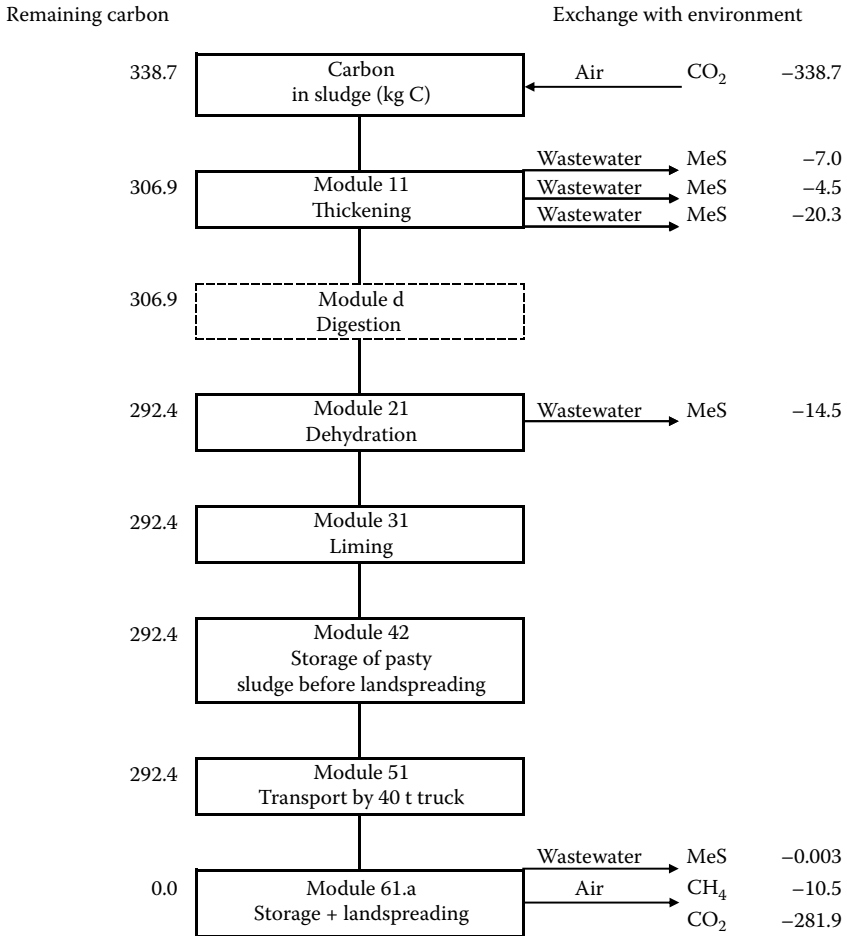 Remaining carbon
Exchange with environment
338.7
Carbon
in sludge (kg C)
Air
CO₂
−338.7
306.9
Module 11
Thickening
Wastewater
MeS
−7.0
Wastewater
MeS
−4.5
Wastewater
MeS
−20.3
306.9
Module d
Digestion
292.4
Module 21
Dehydration
Wastewater
MeS
−14.5
292.4
Module 31
Liming
292.4
Module 42
Storage of pasty
sludge before landspreading
292.4
Module 51
Transport by 40 t truck
0.0
Module 61.a
Storage + landspreading
Wastewater
MeS
−0.003
Air
CH₄
−10.5
CO₂
−281.9